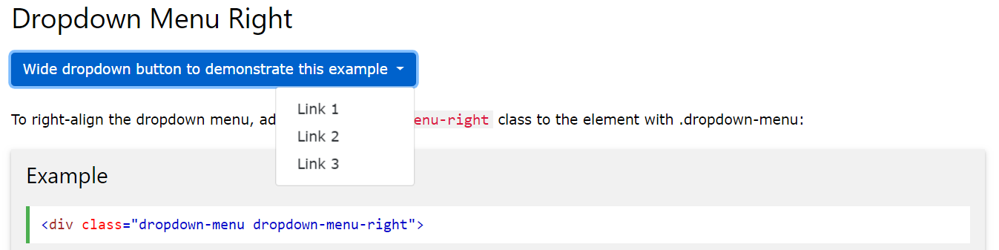 Dropdown Menu Right
Wide dropdown button to demonstrate this example
Link 1
Link 2
Link 3
To right-align the dropdown menu, ad enu-right class to the element with .dropdown-menu:
Example
<div class="dropdown-menu dropdown-menu-right">